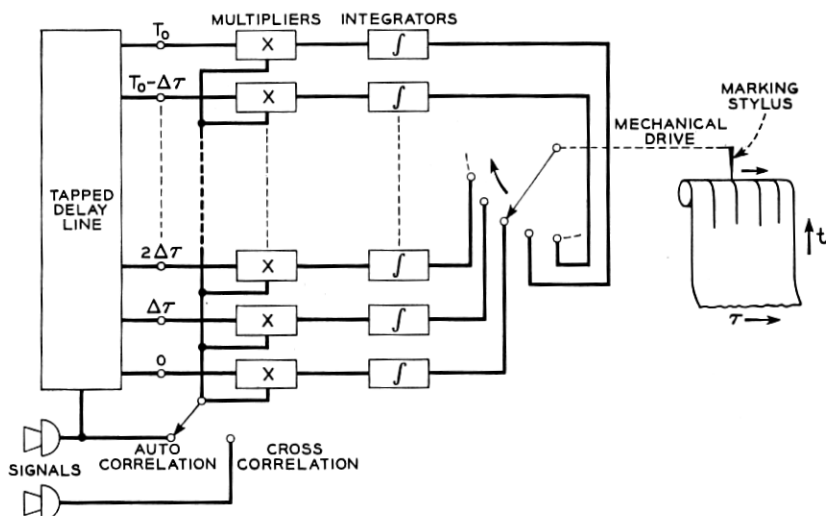 MULTIPLIERS
INTEGRATORS
T₀
X
∫
T₀-Δτ
X
∫
MARKING
STYLUS
MECHANICAL
DRIVE
TAPPED
DELAY
LINE
t
2Δτ
X
∫
Δτ
X
∫
τ
0
X
∫
AUTO
CORRELATION
CROSS
CORRELATION
SIGNALS